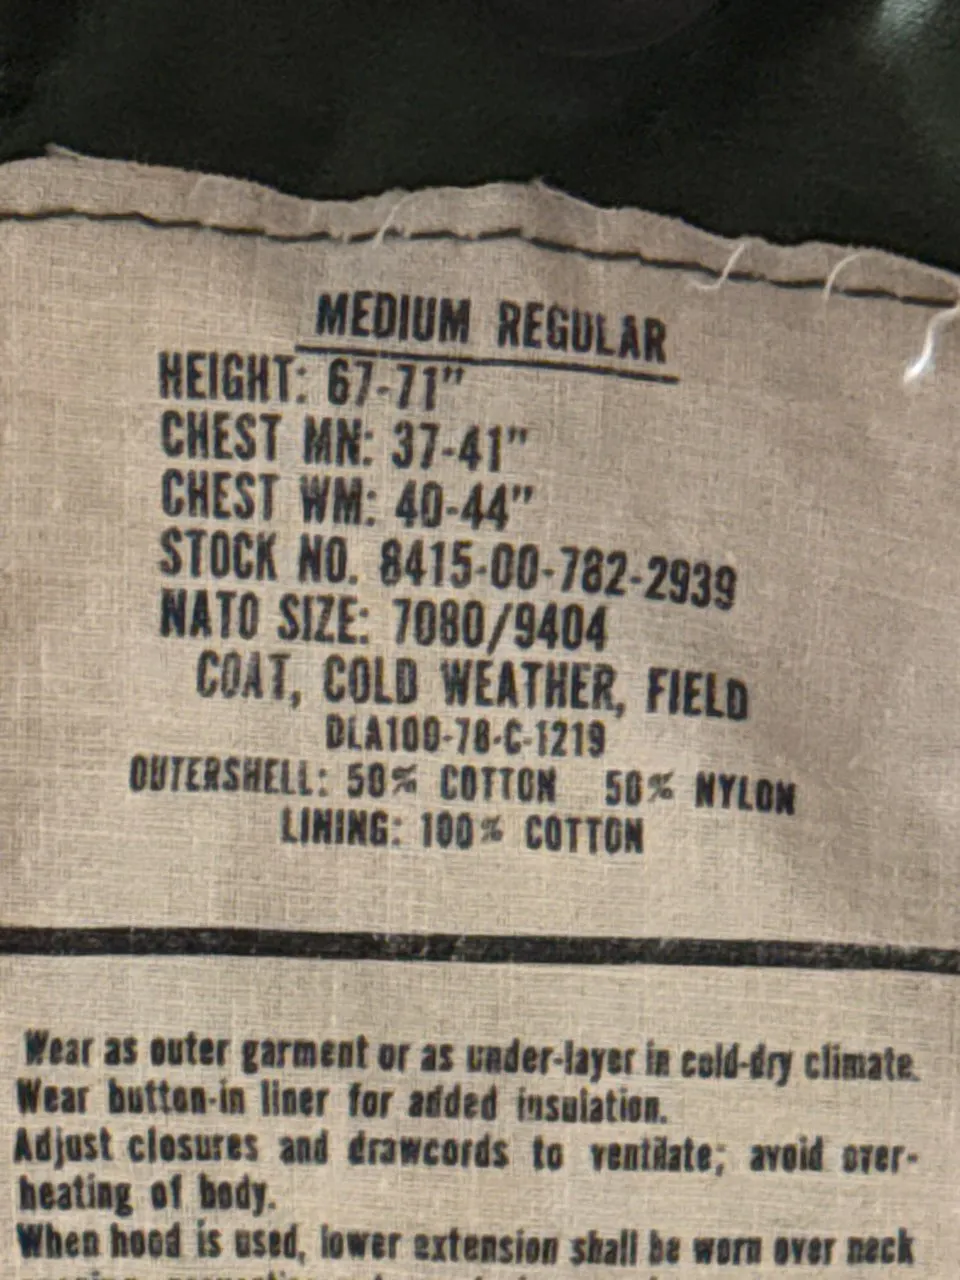 MEDIUM REGULAR
HEIGHT: 67-71"
CHEST MN: 37-41"
CHEST WM: 40-44"
STOCK NO. 8415-00-782-2939
NATO SIZE: 7080/9404
COAT, COLD WEATHER, FIELD
DLA100-78-C-1219
OUTERSHELL: 50% COTTON 50% NYLON
LINING: 100% COTTON
Wear as outer garment or as under-layer in cold-dry climate.
Wear button-in liner for added insulation.
Adjust closures and drawcords to ventilate; avoid over-
heating of body.
When hood is used, lower extension shall be worn over neck